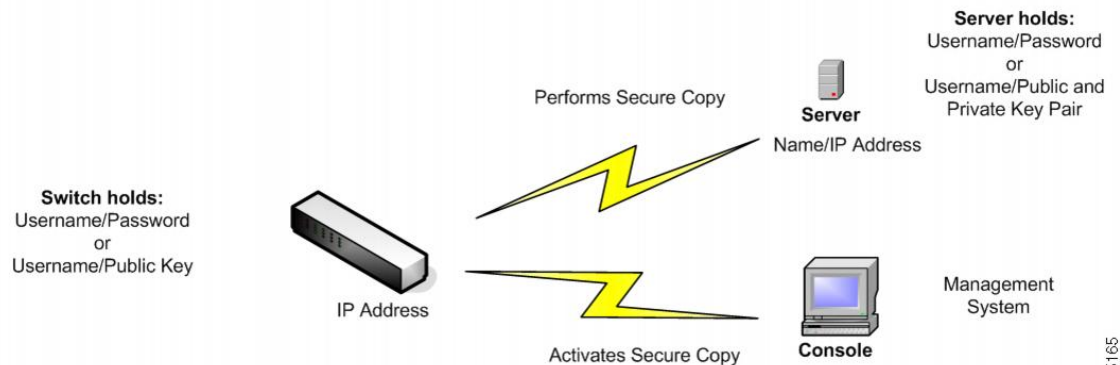 Server holds:
Username/Password
or
Username/Public and
Private Key Pair
Performs Secure Copy
Server
Name/IP Address
Switch holds:
Username/Password
or
Username/Public Key
IP Address
Management
System
Activates Secure Copy
Console